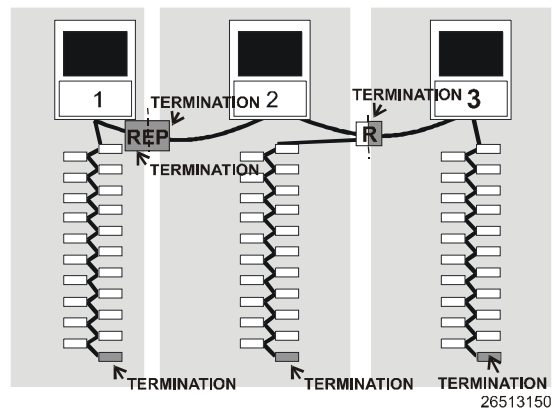 1
TERMINATION
2
TERMINATION
3
REP
R
TERMINATION
TERMINATION
TERMINATION
TERMINATION
26513150